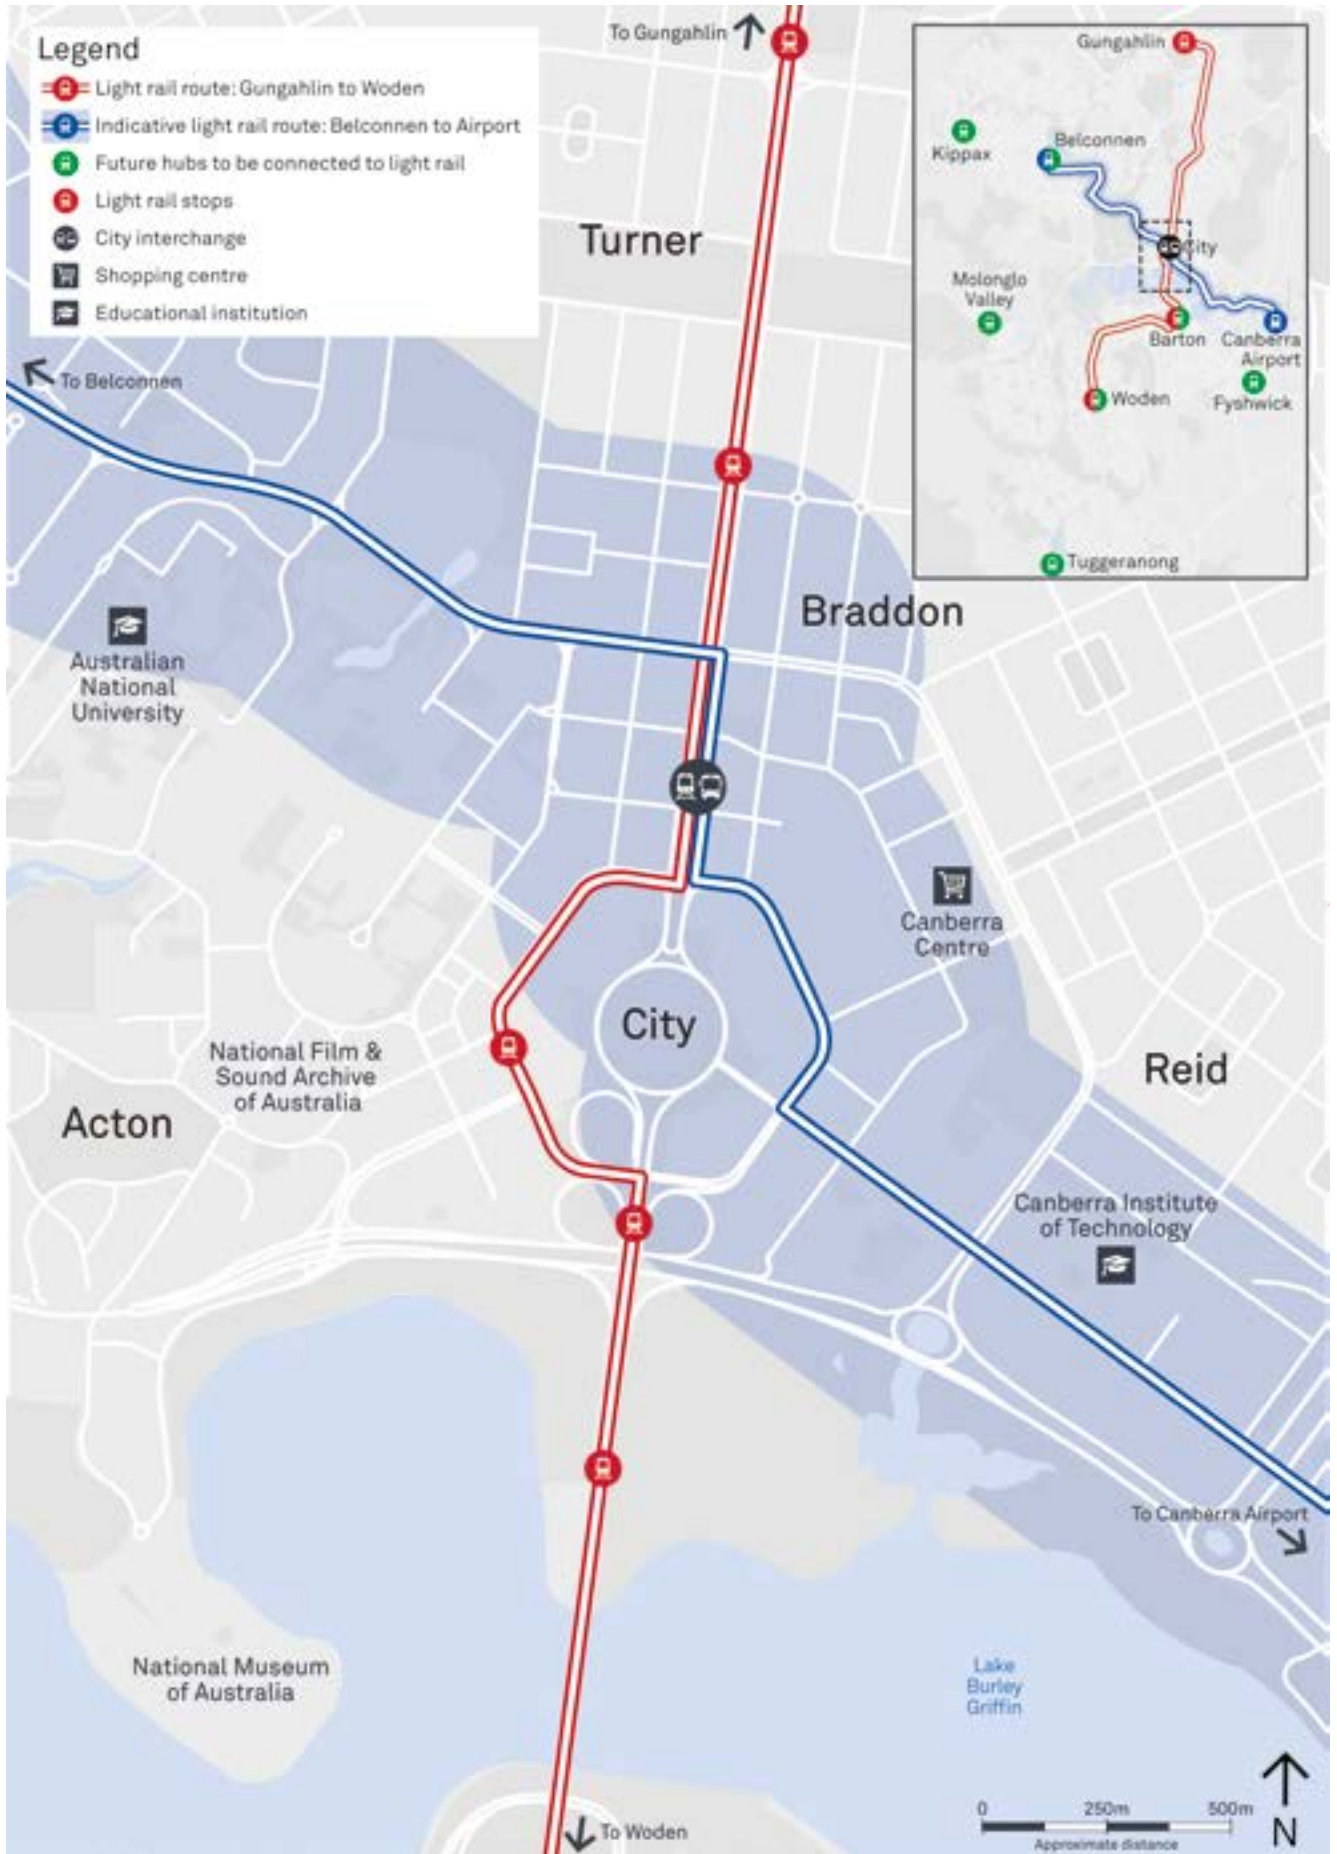 Legend
Light rail route: Gungahlin to Woden
Indicative light rail route: Belconnen to Airport
Future hubs to be connected to light rail
Light rail stops
City interchange
Shopping centre
Educational institution
To Gungahlin
Gungahlin
Kippax
Belconnen
City
Molonglo
Valley
Barton
Canberra
Airport
Woden
Fyshwick
Tuggeranong
Turner
To Belconnen
Braddon
Australian
National
University
Canberra
Centre
City
National Film &
Sound Archive
of Australia
Reid
Acton
Canberra Institute
of Technology
To Canberra Airport
National Museum
of Australia
Lake
Burley
Griffin
To Woden
0 250m 500m
Approximate distance
N